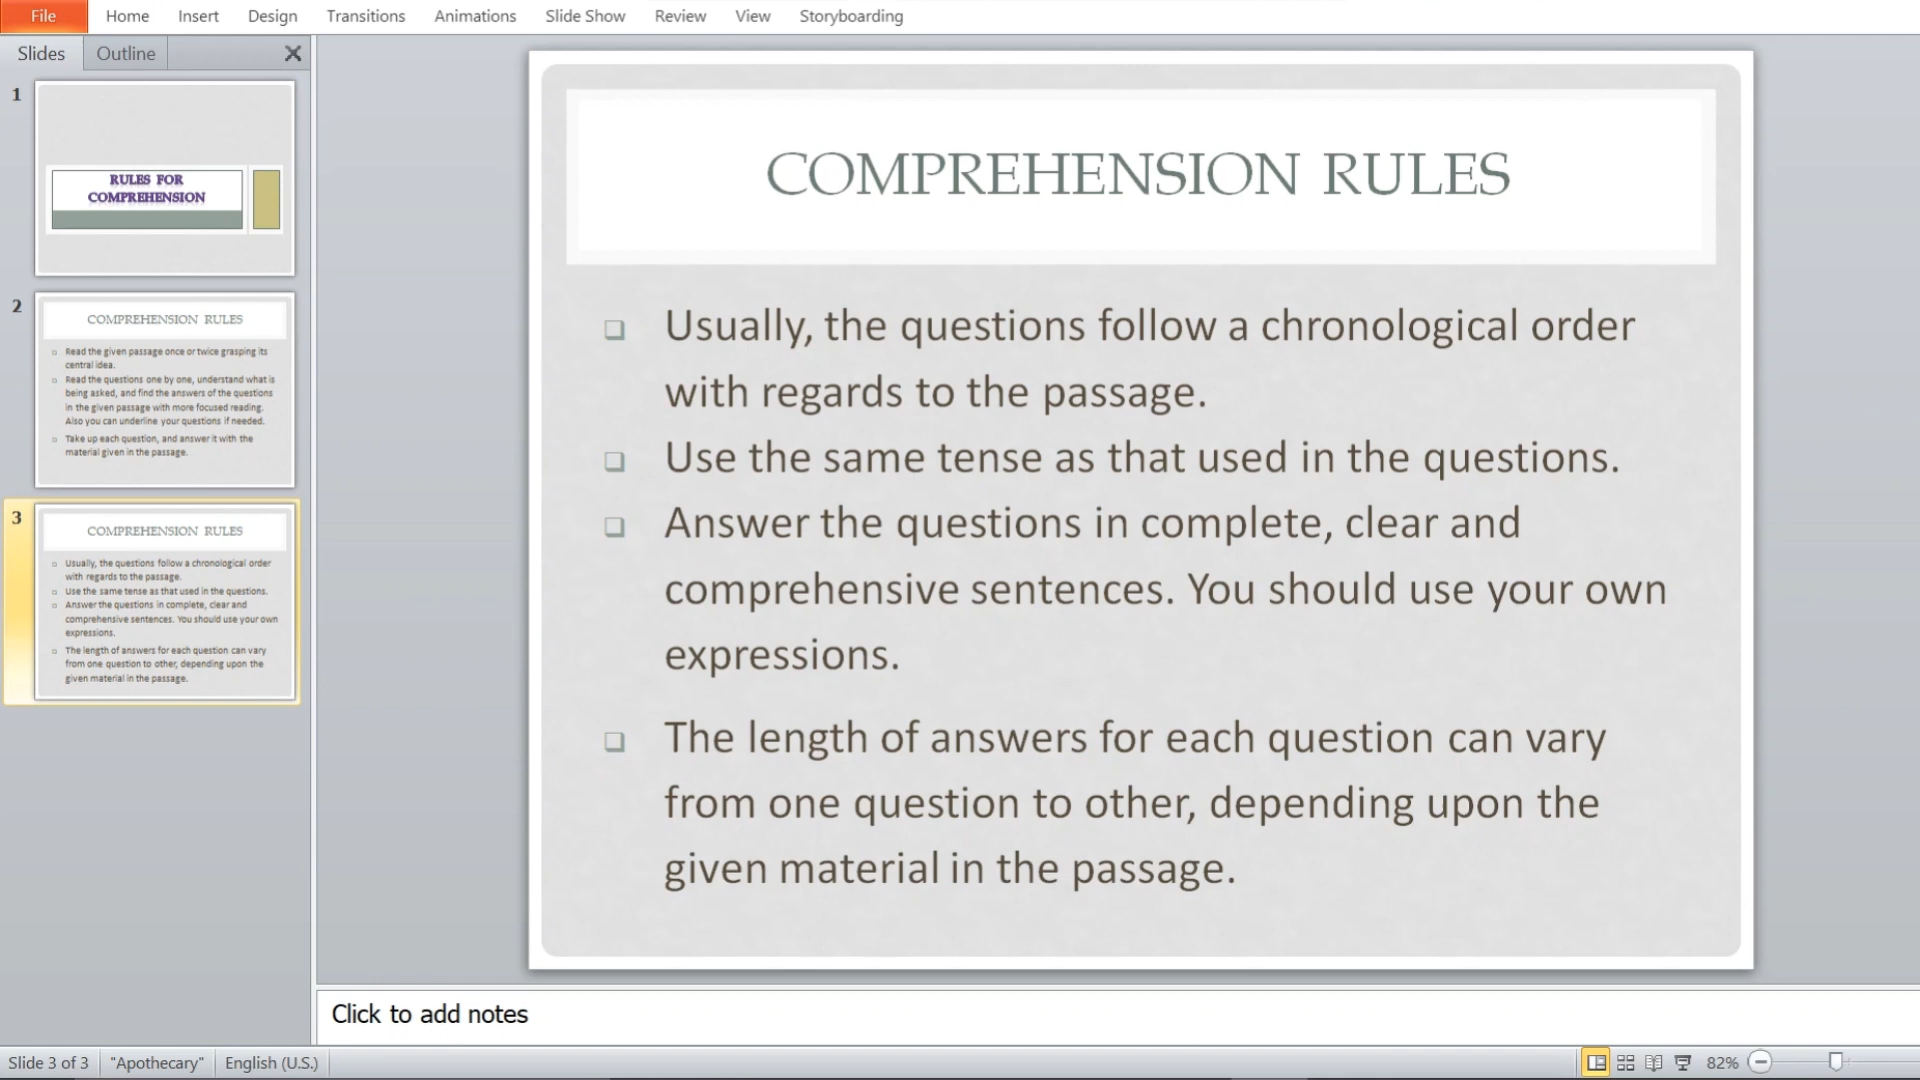 File Home Insert Design Transitions Animations Slide Show Review View Storyboarding
Slides Outline
1
RULES FOR
COMPREHENSION
2
COMPREHENSION RULES
Read the given passage once or twice grasping its
central idea.
Read the questions one by one, understand what is
being asked, and find the answers of the questions
in the given passage with more focused reading.
Also you can underline your questions if needed.
Take up each question, and answer it with the
material given in the passage.
3
COMPREHENSION RULES
Usually, the questions follow a chronological order
with regards to the passage.
Use the same tense as that used in the questions.
Answer the questions in complete, clear and
comprehensive sentences. You should use your own
expressions.
The length of answers for each question can vary
from one question to other, depending upon the
given material in the passage.
COMPREHENSION RULES
Usually, the questions follow a chronological order
with regards to the passage.
Use the same tense as that used in the questions.
Answer the questions in complete, clear and
comprehensive sentences. You should use your own
expressions.
The length of answers for each question can vary
from one question to other, depending upon the
given material in the passage.
Click to add notes
Slide 3 of 3 "Apothecary" English (U.S.) 82%